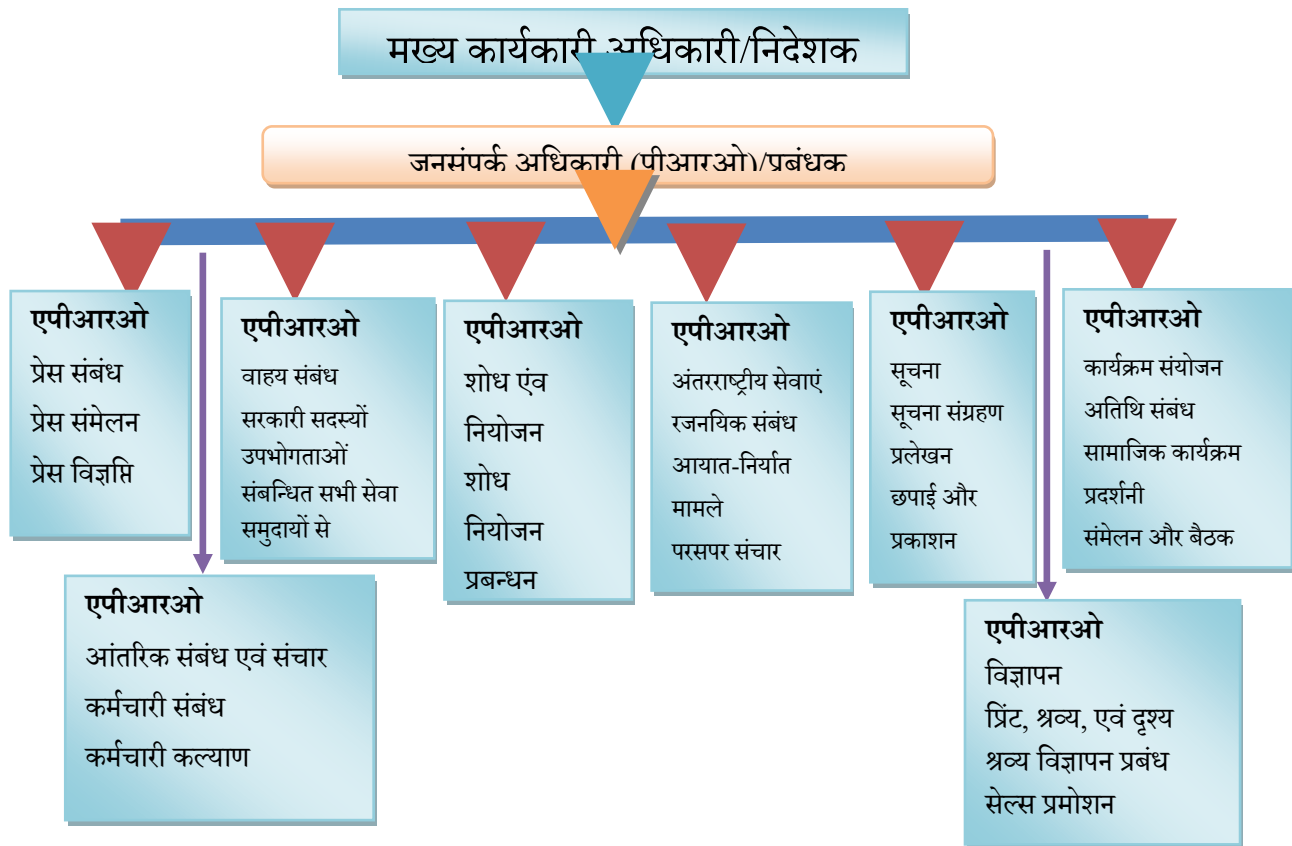 मख्य कार्यकारी अधिकारी/निदेशक
जनसंपर्क अधिकारी (पीआरओ)/प्रबंधक
एपीआरओ
प्रेस संबंध
प्रेस संमेलन
प्रेस विज्ञप्ति
एपीआरओ
वाहय संबंध
सरकारी सदस्यों
उपभोगताओं
संबन्धित सभी सेवा
समुदायों से
एपीआरओ
शोध एंव
नियोजन
शोध
नियोजन
प्रबन्धन
एपीआरओ
अंतरराष्ट्रीय सेवाएं
रजनयिक संबंध
आयात-निर्यात
मामले
परसपर संचार
एपीआरओ
सूचना
सूचना संग्रहण
प्रलेखन
छपाई और
प्रकाशन
एपीआरओ
कार्यक्रम संयोजन
अतिथि संबंध
सामाजिक कार्यक्रम
प्रदर्शनी
संमेलन और बैठक
एपीआरओ
आंतरिक संबंध एवं संचार
कर्मचारी संबंध
कर्मचारी कल्याण
एपीआरओ
विज्ञापन
प्रिंट, श्रव्य, एवं दृश्य
श्रव्य विज्ञापन प्रबंध
सेल्स प्रमोशन